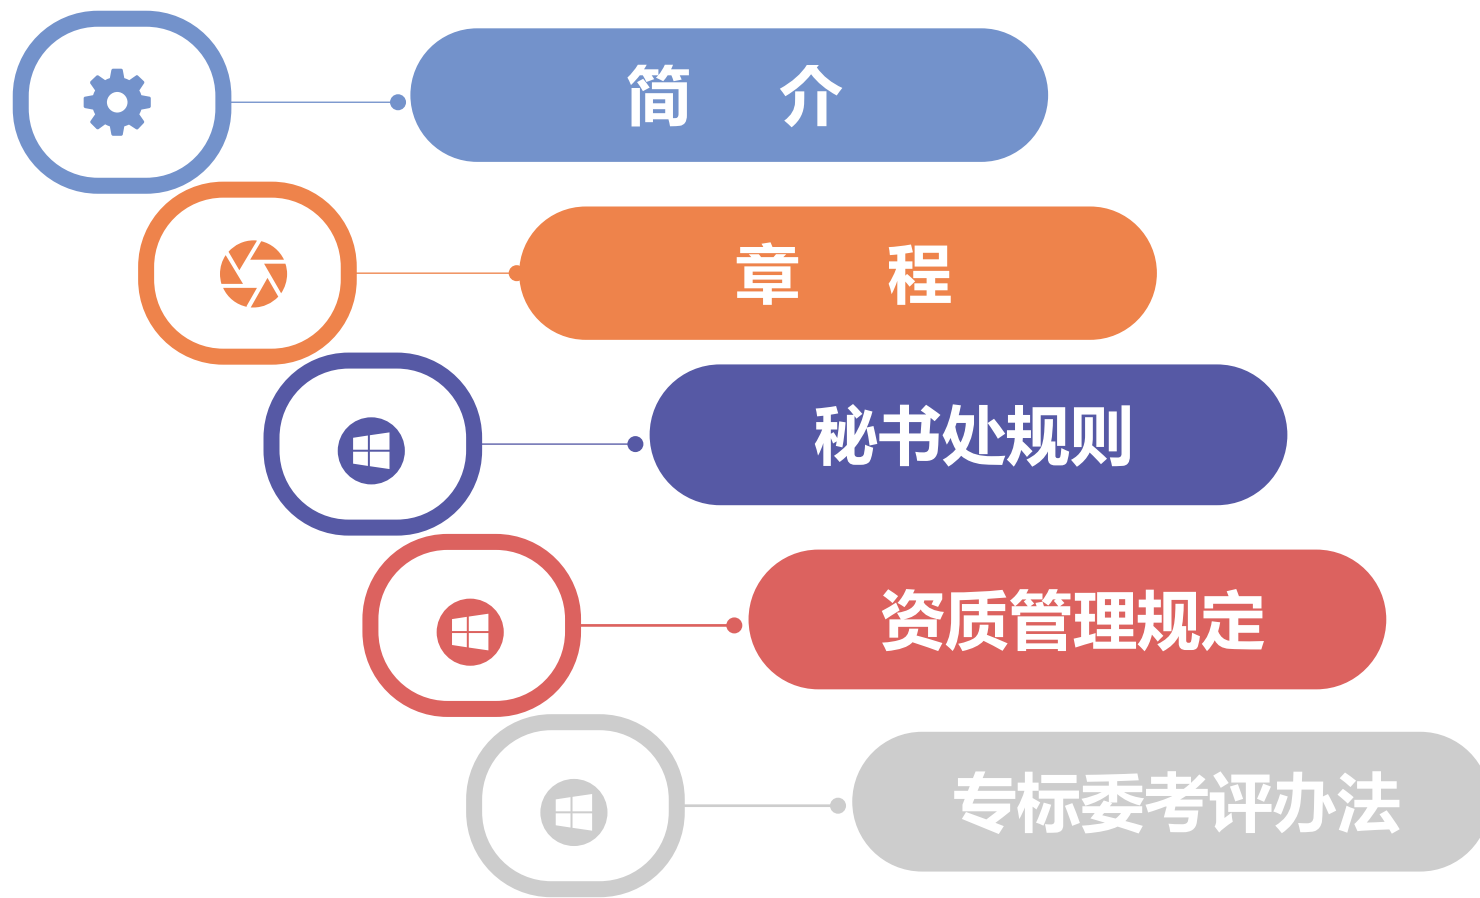 简 介
章 程
秘书处规则
资质管理规定
专标委考评办法